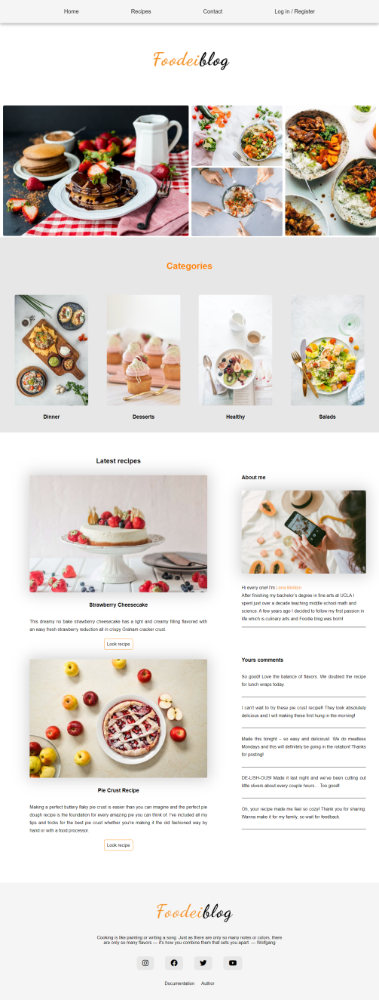 Home Recipes Contact Log in / Register
Foodeiblog
Categories
Dinner Desserts Healthy Salads
Latest recipes
Strawberry Cheesecake
This dreamy no bake strawberry cheesecake has a light and creamy filling flavored with
an easy fresh strawberry reduction all in crispy Graham cracker crust.
Look recipe
Pie Crust Recipe
Making a perfect buttery flaky pie crust is easier than you can imagine and the perfect pie
dough recipe is the foundation for every amazing pie you can think of. I've included all my
tips and tricks for the best pie crust whether you're making it the old fashioned way by
hand or with a food processor.
Look recipe
About me
Hi every one! I'm Lena Mollein
After finishing my bachelor's degree in fine arts at UCLA I
spent just over a decade teaching middle school math and
science. A few years ago I decided to follow my first passion in
life which is culinary arts and Foodie blog was born!
Yours comments
So good! Love the balance of flavors. We doubled the recipe
for lunch wraps today
I can't wait to try these pie crust recipe!! They look absolutely
delicious and I will making these first hung in the morning!
Made this tonight – so easy and delicious! We do meatless
Mondays and this will definitely be going in the rotation! Thanks
for posting!
DE-LISH-OUS! Made it last night and we've been cutting out
little slivers about every couple hours... Too good!
Oh, your recipe made me feel so cozy! Thank you for sharing.
Wanna make it for my family, so wait for feedback.
Foodeiblog
Cooking is like painting or writing a song. Just as there are only so many notes or colors, there
are only so many flavors — it's how you combine them that sets you apart. — Wolfgang
Documentation Author